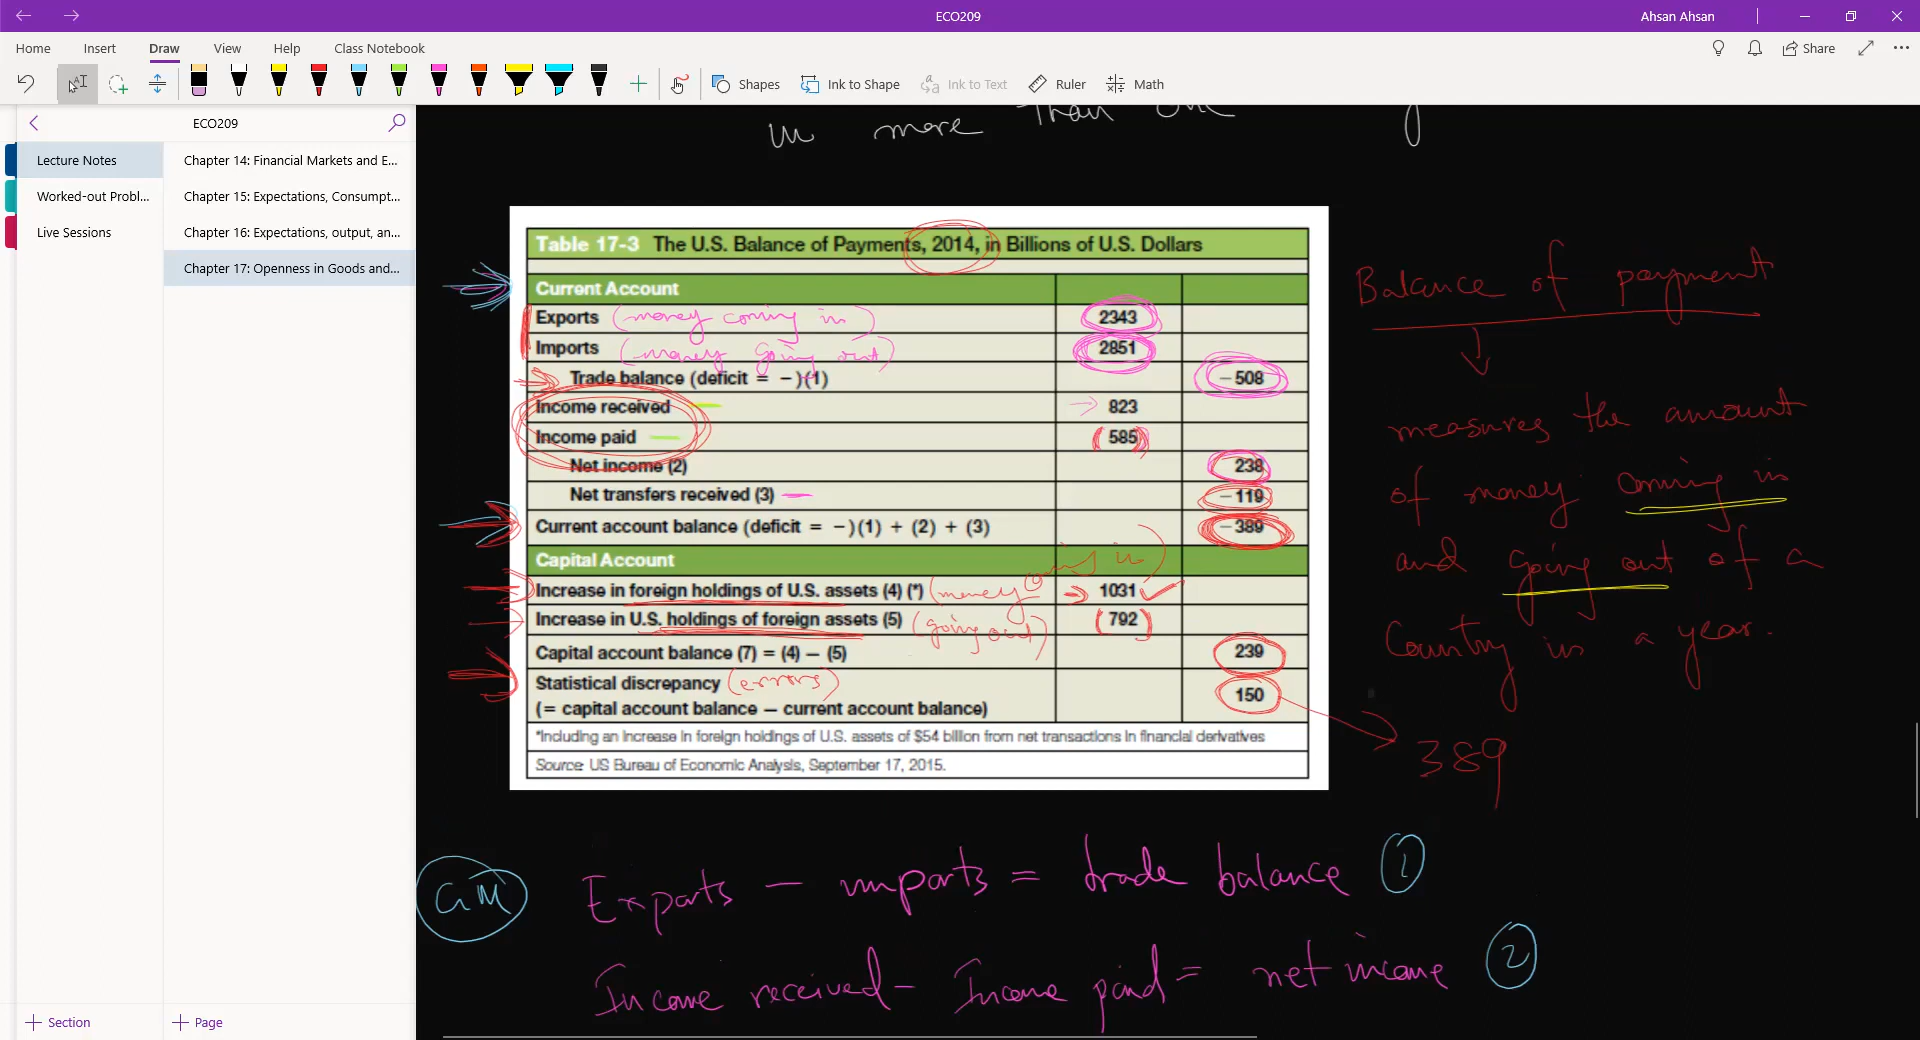 ECO209
Ahsan Ahsan
Home Insert Draw View Help Class Notebook
Share
Shapes Ink to Shape Ink to Text Ruler Math
ECO209
Lecture Notes
Worked-out Probl...
Live Sessions
Chapter 14: Financial Markets and E...
Chapter 15: Expectations, Consumpt...
Chapter 16: Expectations, output, an...
Chapter 17: Openness in Goods and...
in more than one
Table 17-3 The U.S. Balance of Payments, 2014, in Billions of U.S. Dollars
Current Account
Exports (money coming in) 2343
Imports (money going out) 2851
Trade balance (deficit = −)(1) −508
Income received 823
Income paid (585)
Net income (2) 238
Net transfers received (3) −119
Current account balance (deficit = −)(1) + (2) + (3) −389
Capital Account
Increase in foreign holdings of U.S. assets (4) (*) (money coming in) 1031
Increase in U.S. holdings of foreign assets (5) (going out) (792)
Capital account balance (7) = (4) − (5) 239
Statistical discrepancy (errors) 150
(= capital account balance − current account balance)
*Including an increase in foreign holdings of U.S. assets of $54 billion from net transactions in financial derivatives
Source: US Bureau of Economic Analysis, September 17, 2015.
Balance of payment
measures the amount
of money coming in
and going out of a
Country in a year.
389
GM
Exports − imports = trade balance 1
Income received − Income paid = net income 2
Section
Page